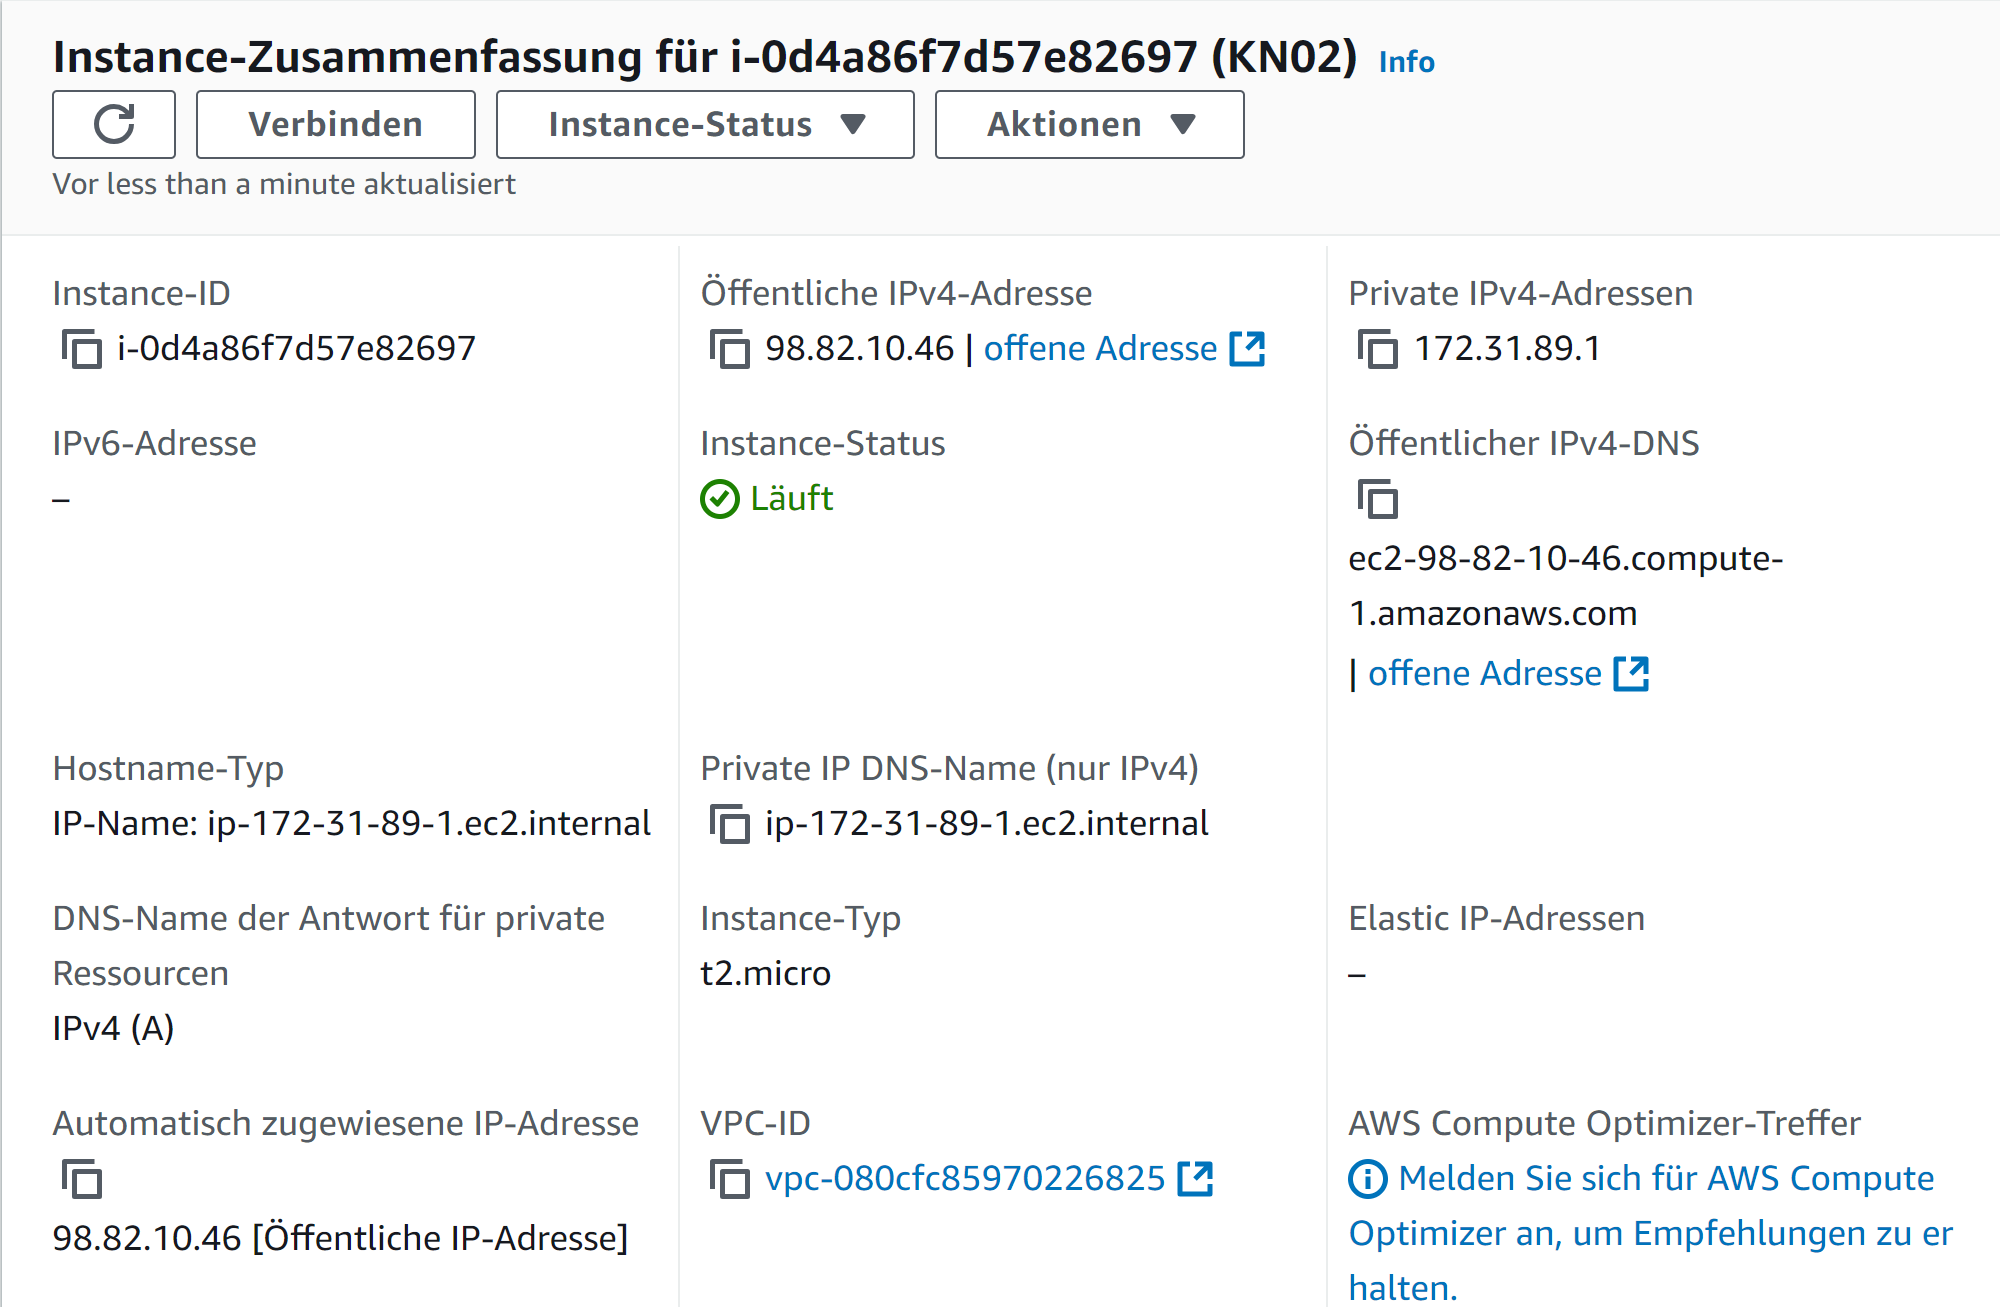 Instance-Zusammenfassung für i-0d4a86f7d57e82697 (KN02) Info
Verbinden
Instance-Status
Aktionen
Vor less than a minute aktualisiert
Instance-ID
i-0d4a86f7d57e82697
Öffentliche IPv4-Adresse
98.82.10.46 | offene Adresse
Private IPv4-Adressen
172.31.89.1
IPv6-Adresse
–
Instance-Status
Läuft
Öffentlicher IPv4-DNS
ec2-98-82-10-46.compute-
1.amazonaws.com
| offene Adresse
Hostname-Typ
IP-Name: ip-172-31-89-1.ec2.internal
Private IP DNS-Name (nur IPv4)
ip-172-31-89-1.ec2.internal
DNS-Name der Antwort für private
Ressourcen
IPv4 (A)
Instance-Typ
t2.micro
Elastic IP-Adressen
–
Automatisch zugewiesene IP-Adresse
98.82.10.46 [Öffentliche IP-Adresse]
VPC-ID
vpc-080cfc85970226825
AWS Compute Optimizer-Treffer
Melden Sie sich für AWS Compute
Optimizer an, um Empfehlungen zu er
halten.